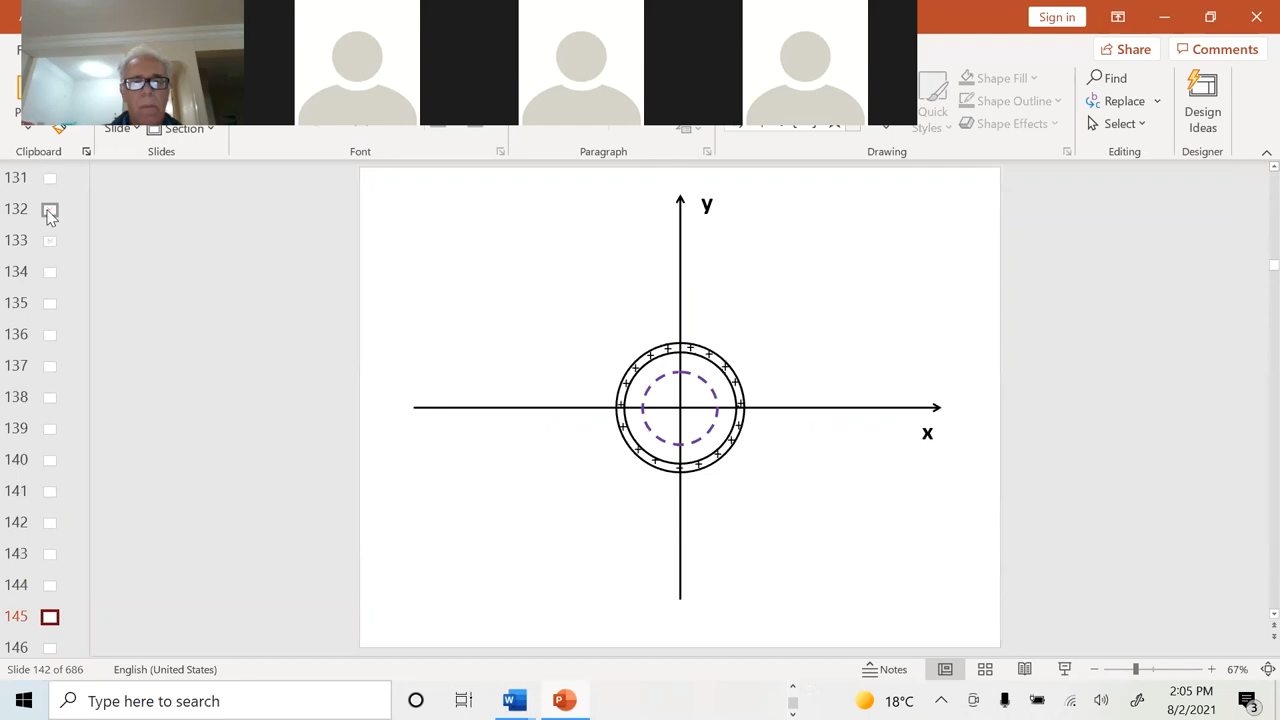 Sign in
Share
Comments
Shape Fill
Find
Quick
Styles
Shape Outline
Replace
Design
Ideas
Shape Effects
Select
Slide
Section
Clipboard
Slides
Font
Paragraph
Drawing
Editing
Designer
131
132
133
134
135
136
137
138
139
140
141
142
143
144
145
146
y
x
Slide 142 of 686
English (United States)
Notes
67%
Type here to search
18°C
2:05 PM
8/2/2021
3